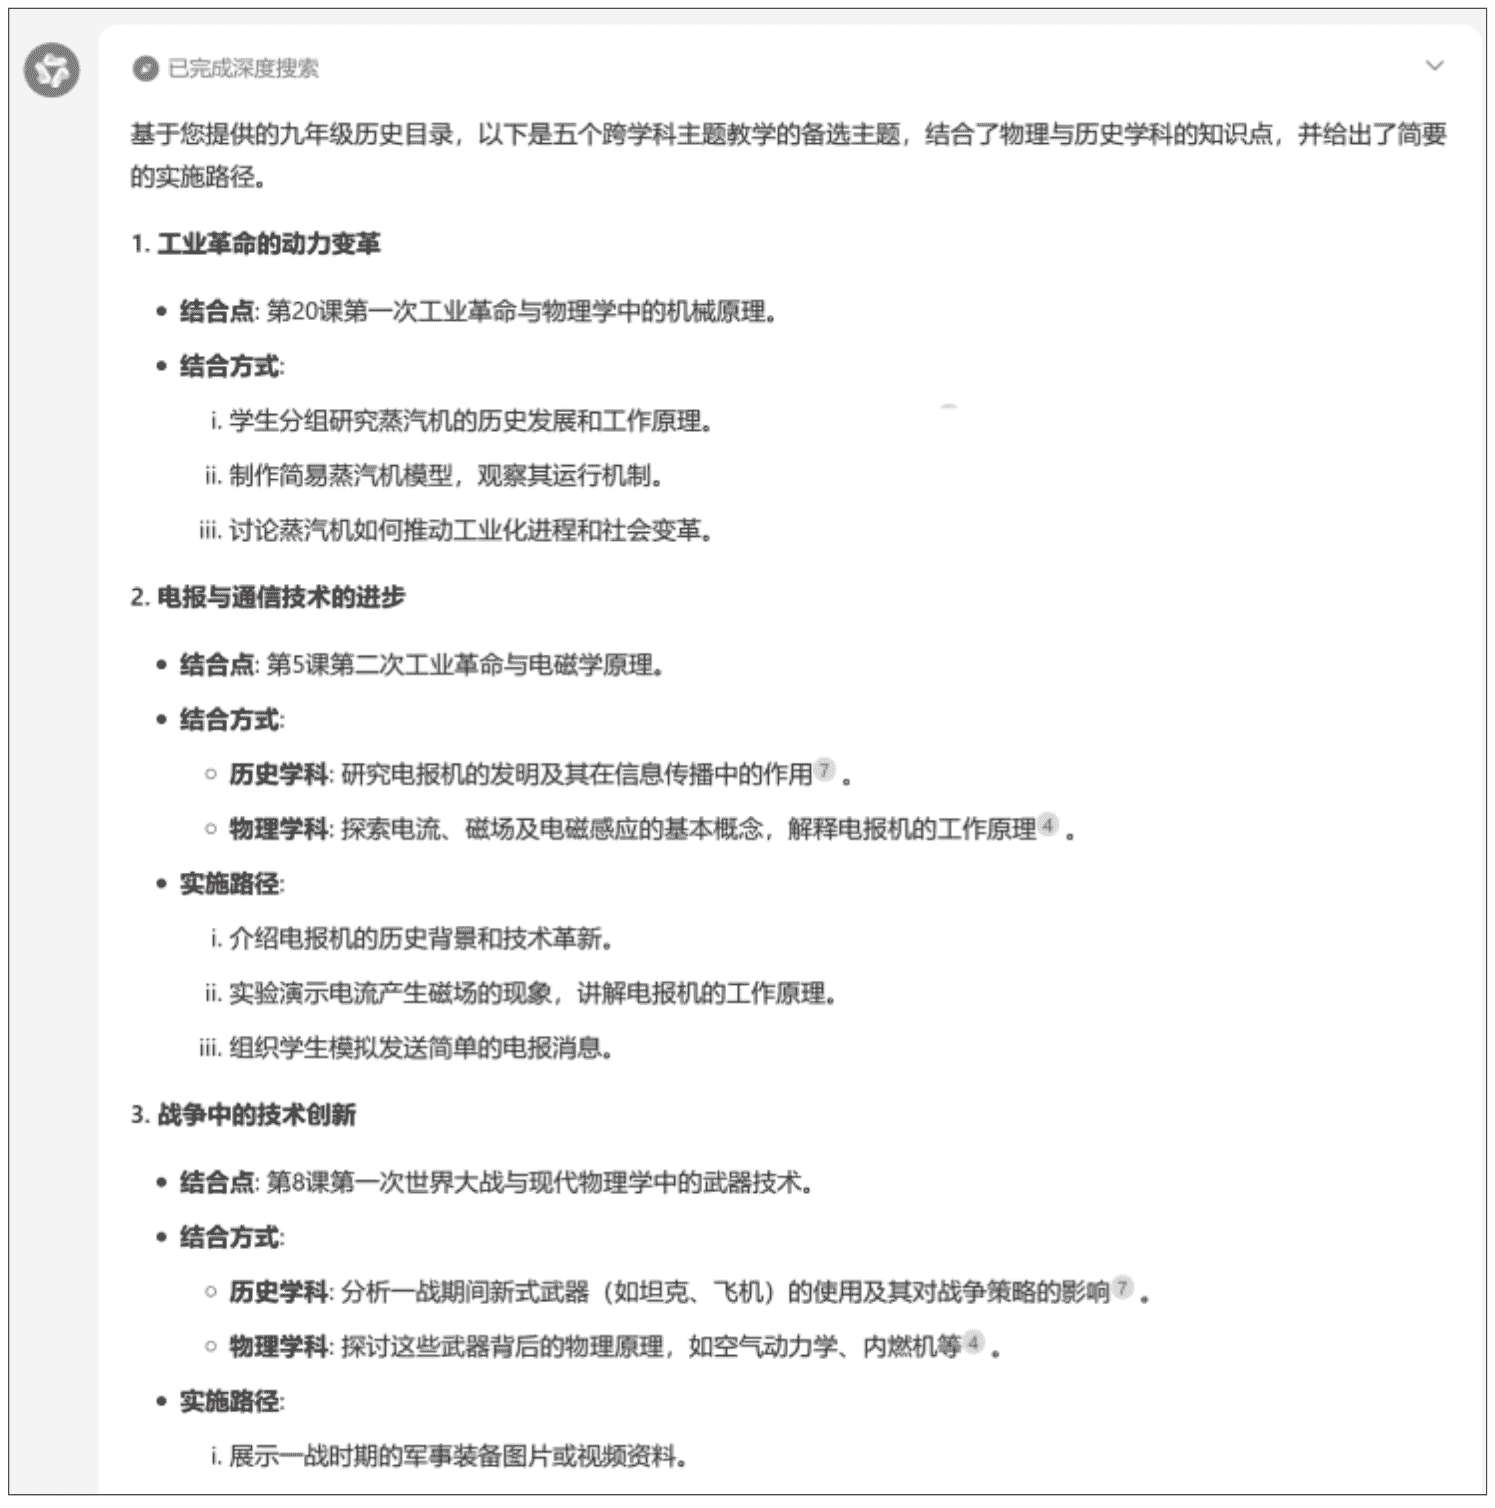 已完成深度搜索
基于您提供的九年级历史目录，以下是五个跨学科主题教学的备选主题，结合了物理与历史学科的知识点，并给出了简要
的实施路径。
1. 工业革命的动力变革
• 结合点: 第20课第一次工业革命与物理学中的机械原理。
• 结合方式:
i. 学生分组研究蒸汽机的历史发展和工作原理。
ii. 制作简易蒸汽机模型，观察其运行机制。
iii. 讨论蒸汽机如何推动工业化进程和社会变革。
2. 电报与通信技术的进步
• 结合点: 第5课第二次工业革命与电磁学原理。
• 结合方式:
○ 历史学科: 研究电报机的发明及其在信息传播中的作用7 。
○ 物理学科: 探索电流、磁场及电磁感应的基本概念，解释电报机的工作原理4 。
• 实施路径:
i. 介绍电报机的历史背景和技术革新。
ii. 实验演示电流产生磁场的现象，讲解电报机的工作原理。
iii. 组织学生模拟发送简单的电报消息。
3. 战争中的技术创新
• 结合点: 第8课第一次世界大战与现代物理学中的武器技术。
• 结合方式:
○ 历史学科: 分析一战期间新式武器（如坦克、飞机）的使用及其对战争策略的影响7 。
○ 物理学科: 探讨这些武器背后的物理原理，如空气动力学、内燃机等4 。
• 实施路径:
i. 展示一战时期的军事装备图片或视频资料。